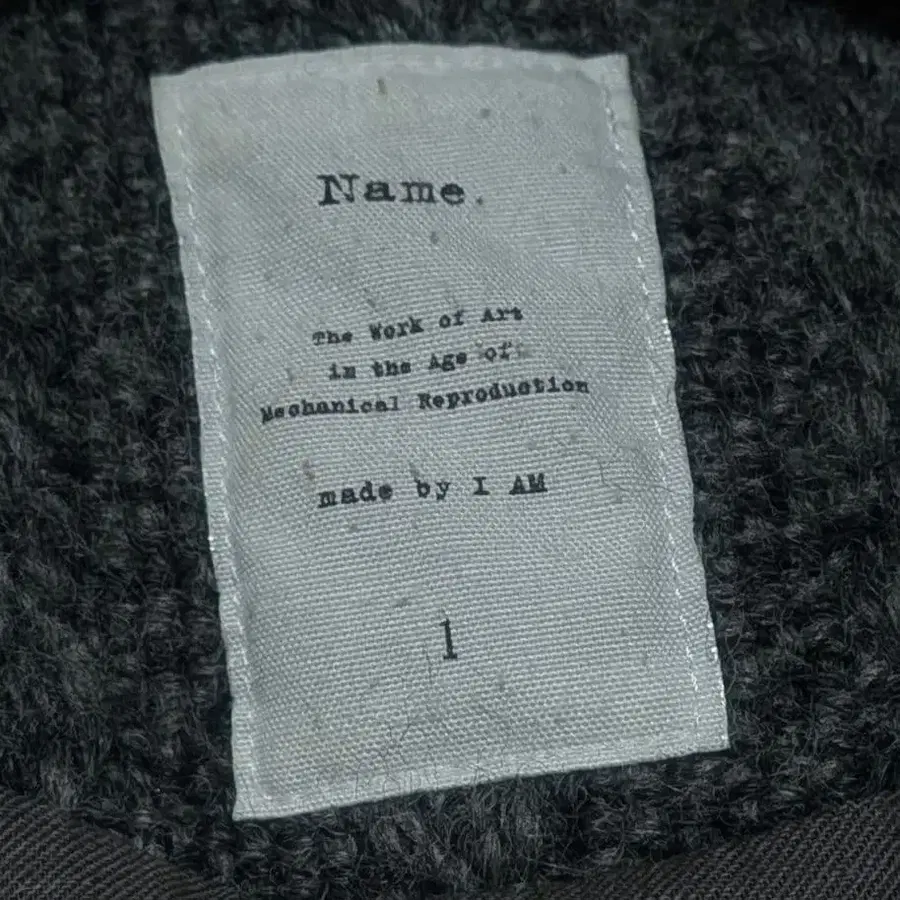 Name.
The Work of Art
in the Age of
Mechanical Reproduction
made by I AM
1